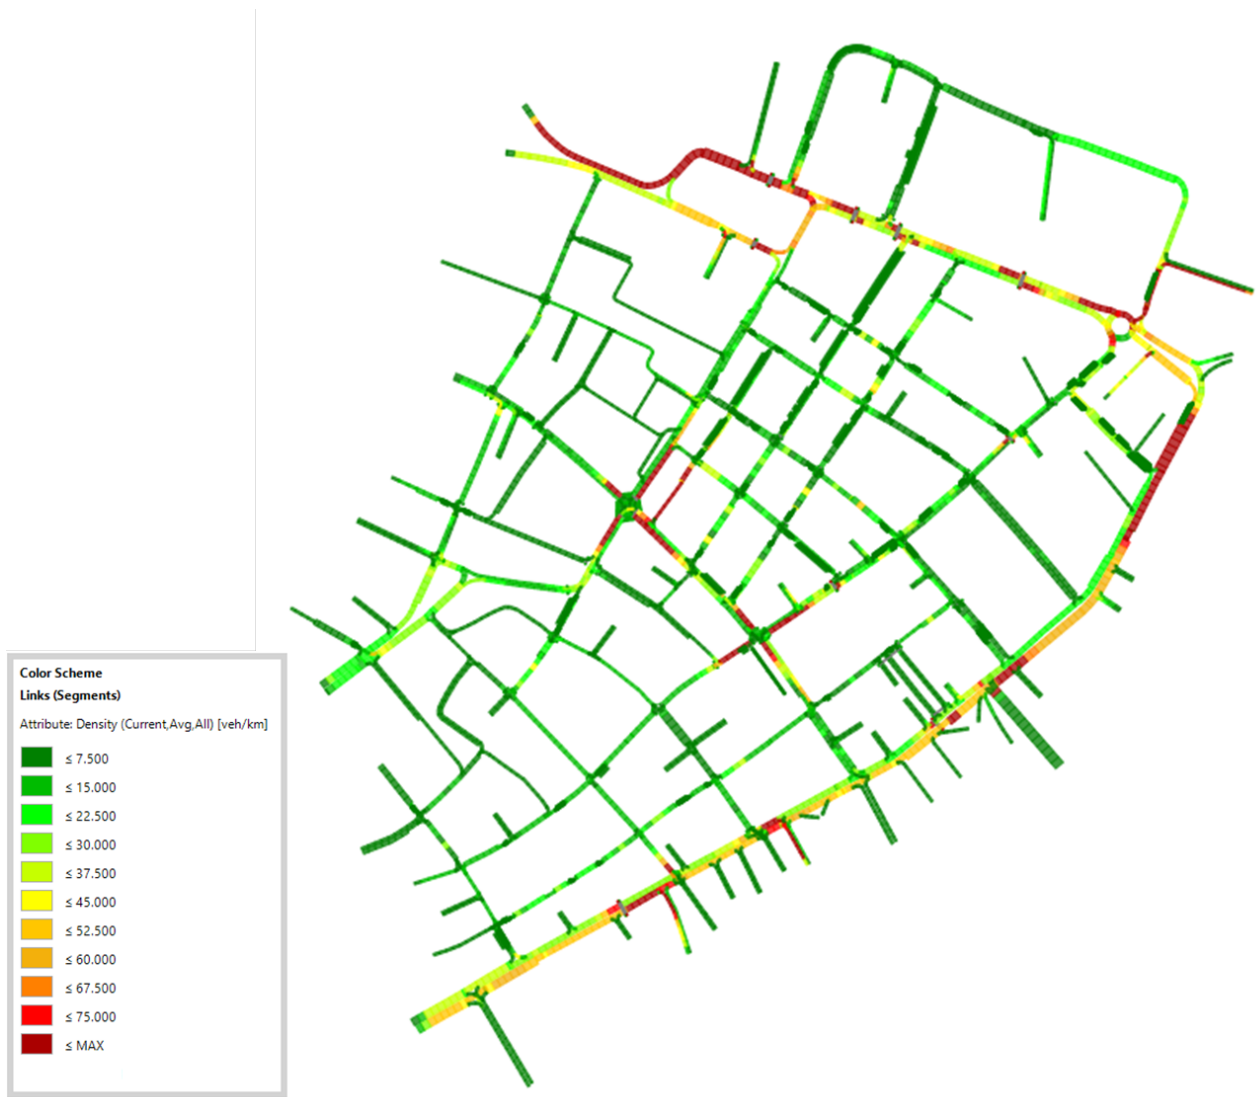 Color Scheme
Links (Segments)
Attribute: Density (Current,Avg,All) [veh/km]
≤ 7.500
≤ 15.000
≤ 22.500
≤ 30.000
≤ 37.500
≤ 45.000
≤ 52.500
≤ 60.000
≤ 67.500
≤ 75.000
≤ MAX